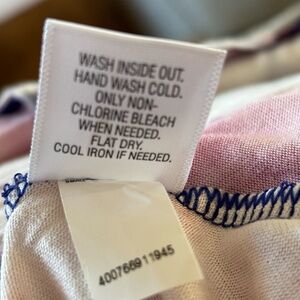 WASH INSIDE OUT.
HAND WASH COLD.
ONLY NON-
CHLORINE BLEACH
WHEN NEEDED.
FLAT DRY.
COOL IRON IF NEEDED.
400766911945